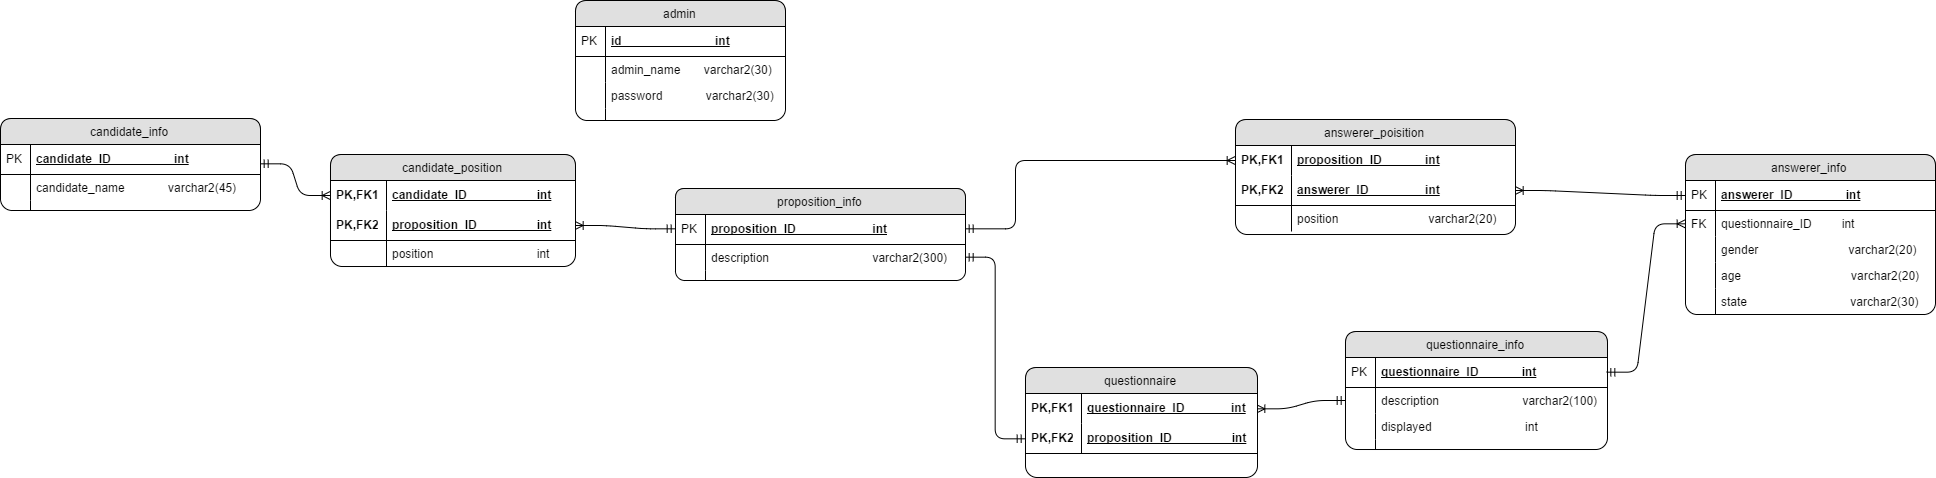 admin
PK id int
admin_name varchar2(30)
password varchar2(30)
candidate_info
PK candidate_ID int
candidate_name varchar2(45)
candidate_position
PK,FK1 candidate_ID int
PK,FK2 proposition_ID int
position int
proposition_info
PK proposition_ID int
description varchar2(300)
answerer_poisition
PK,FK1 proposition_ID int
PK,FK2 answerer_ID int
position varchar2(20)
answerer_info
PK answerer_ID int
FK questionnaire_ID int
gender varchar2(20)
age varchar2(20)
state varchar2(30)
questionnaire
PK,FK1 questionnaire_ID int
PK,FK2 proposition_ID int
questionnaire_info
PK questionnaire_ID int
description varchar2(100)
displayed int